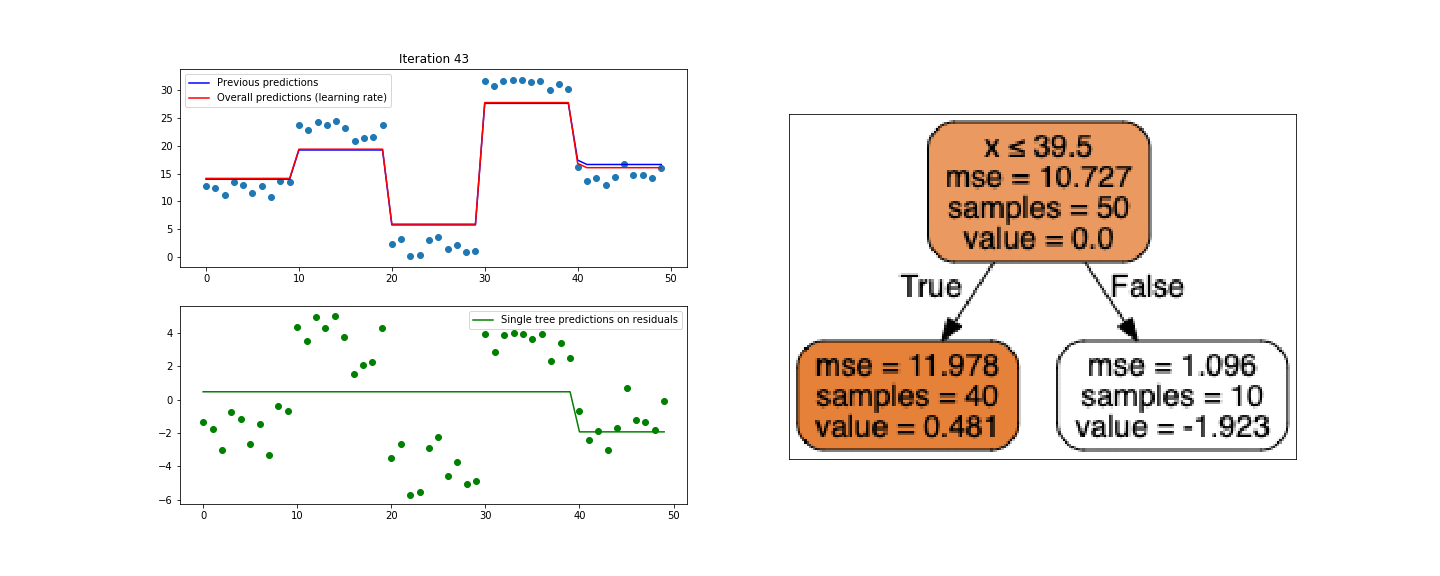 Iteration 43
Previous predictions
Overall predictions (learning rate)
30
25
20
15
10
5
0
0 10 20 30 40 50
Single tree predictions on residuals
4
2
0
−2
−4
−6
0 10 20 30 40 50
x ≤ 39.5
mse = 10.727
samples = 50
value = 0.0
True False
mse = 11.978
samples = 40
value = 0.481
mse = 1.096
samples = 10
value = -1.923